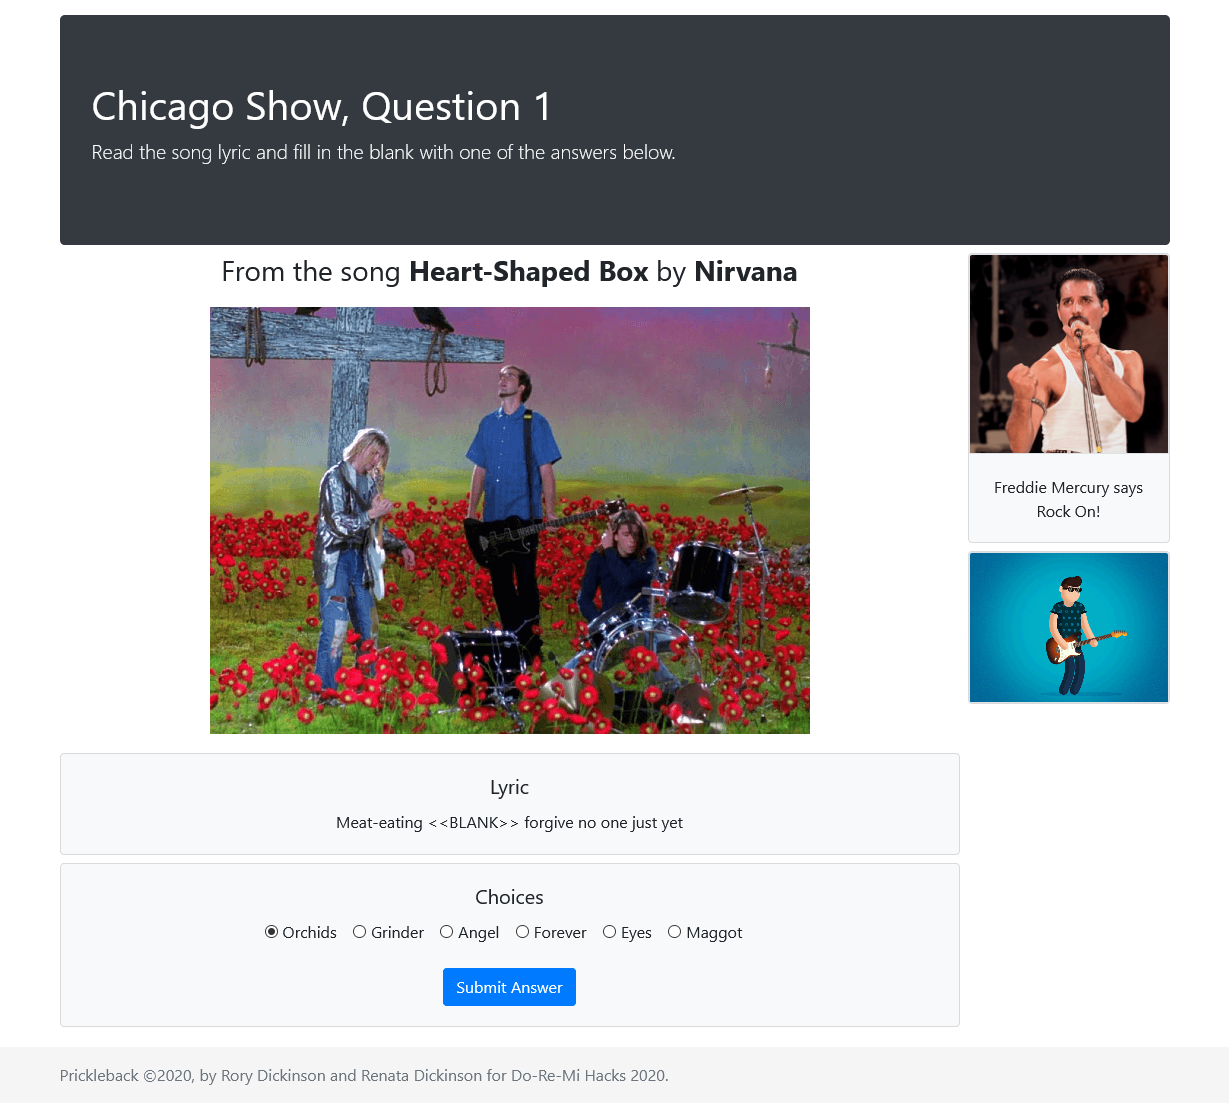 Chicago Show, Question 1
Read the song lyric and fill in the blank with one of the answers below.
From the song Heart-Shaped Box by Nirvana
Freddie Mercury says
Rock On!
Lyric
Meat-eating <<BLANK>> forgive no one just yet
Choices
Orchids Grinder Angel Forever Eyes Maggot
Submit Answer
Prickleback ©2020, by Rory Dickinson and Renata Dickinson for Do-Re-Mi Hacks 2020.